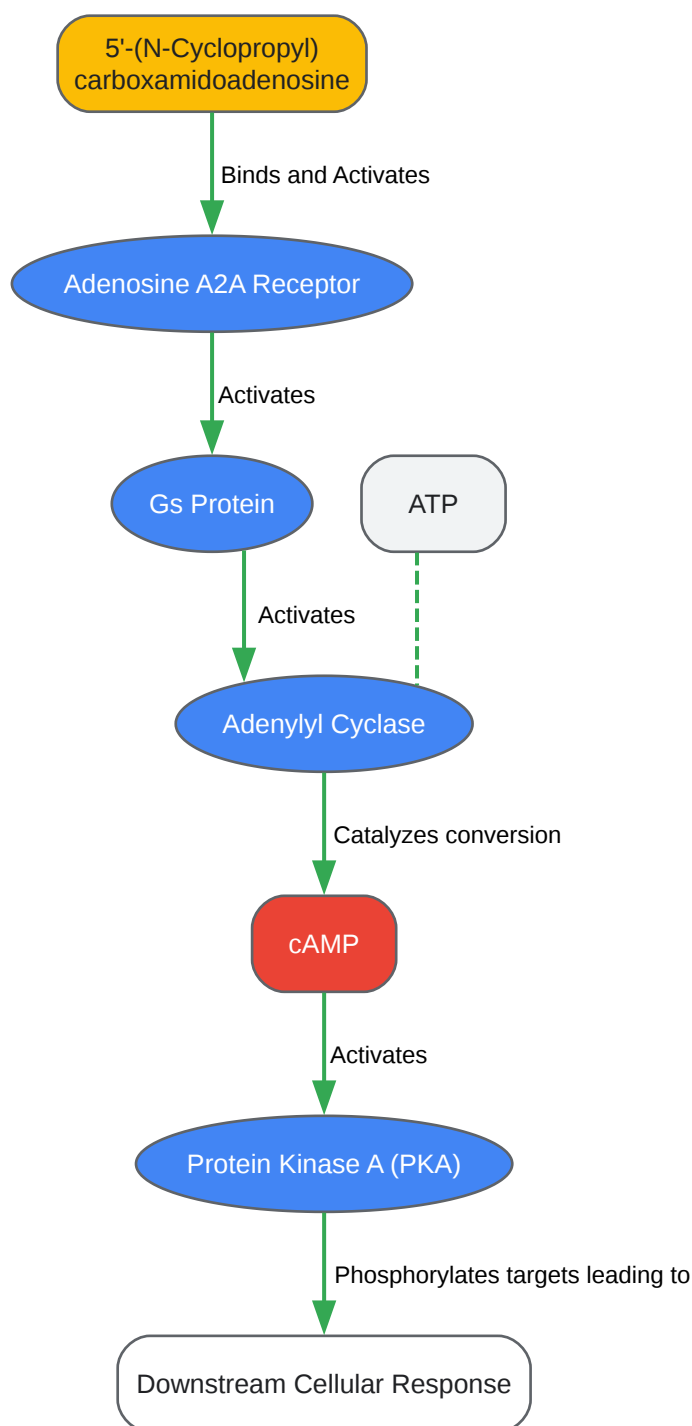 5'-(N-Cyclopropyl)
carboxamidoadenosine
Binds and Activates
Adenosine A2A Receptor
Activates
Gs Protein
ATP
Activates
Adenylyl Cyclase
Catalyzes conversion
cAMP
Activates
Protein Kinase A (PKA)
Phosphorylates targets leading to
Downstream Cellular Response